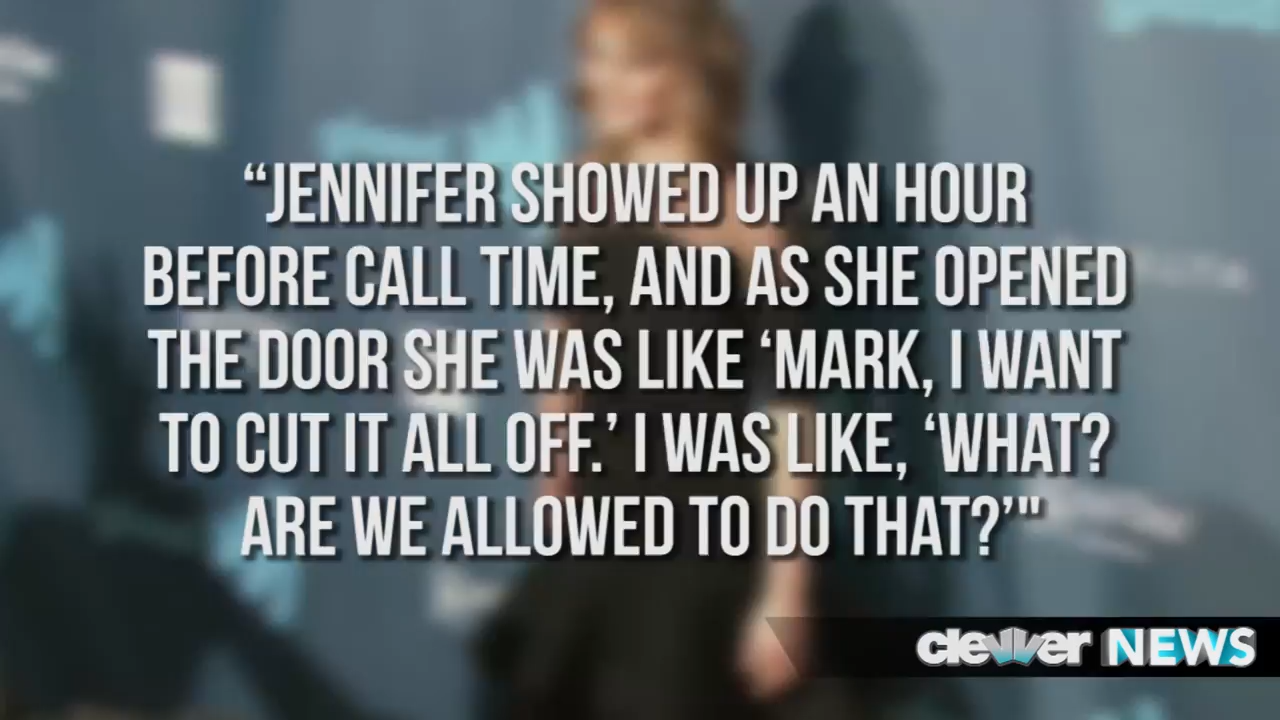 “JENNIFER SHOWED UP AN HOUR
BEFORE CALL TIME, AND AS SHE OPENED
THE DOOR SHE WAS LIKE ‘MARK, I WANT
TO CUT IT ALL OFF.’ I WAS LIKE, ‘WHAT?
ARE WE ALLOWED TO DO THAT?’"
clevver NEWS